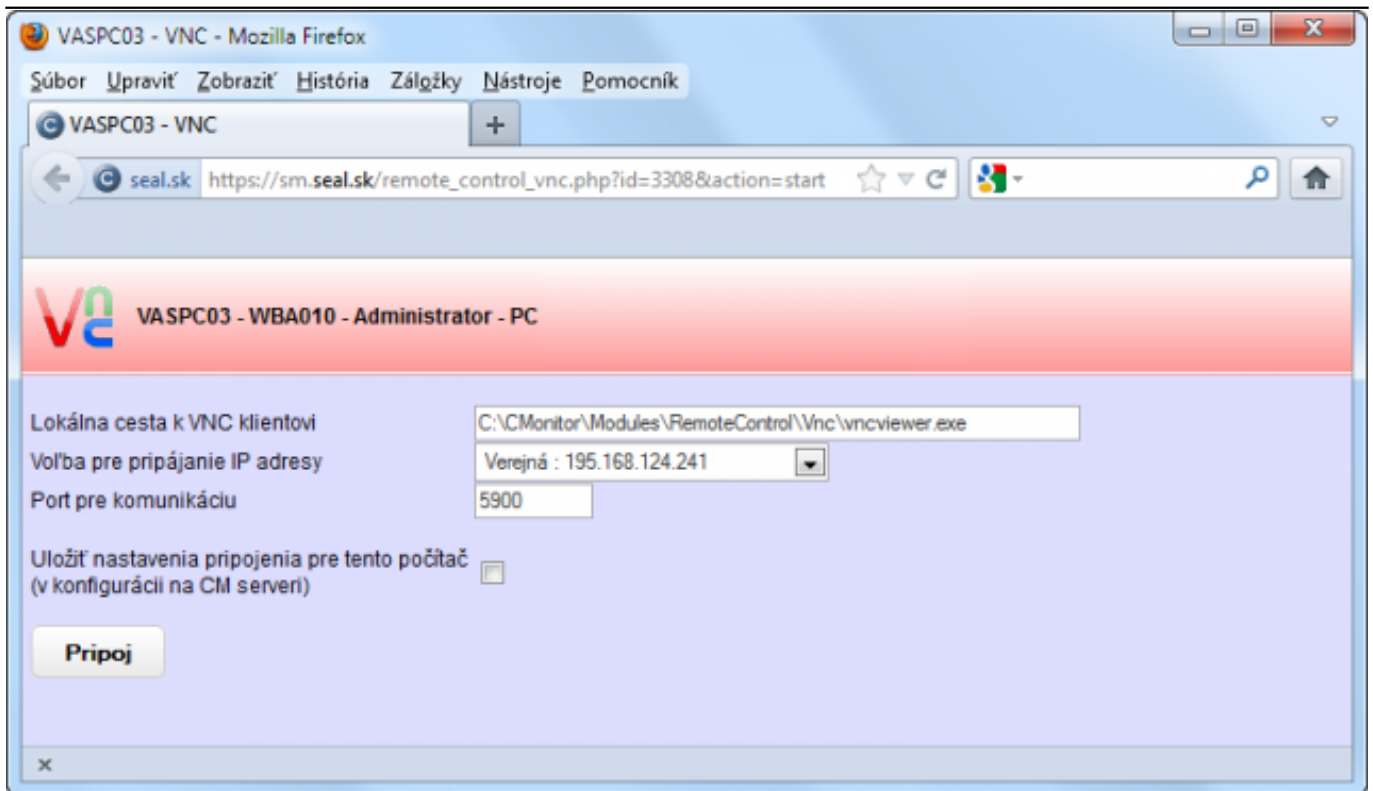 VASPC03 - VNC - Mozilla Firefox
Súbor Upraviť Zobraziť História Záložky Nástroje Pomocník
VASPC03 - VNC
seal.sk https://sm.seal.sk/remote_control_vnc.php?id=3308&action=start
Vnc VASPC03 - WBA010 - Administrator - PC
Lokálna cesta k VNC klientovi C:\CMonitor\Modules\RemoteControl\Vnc\vncviewer.exe
Voľba pre pripájanie IP adresy Verejná : 195.168.124.241
Port pre komunikáciu 5900
Uložiť nastavenia pripojenia pre tento počítač
(v konfigurácii na CM serveri)
Pripoj